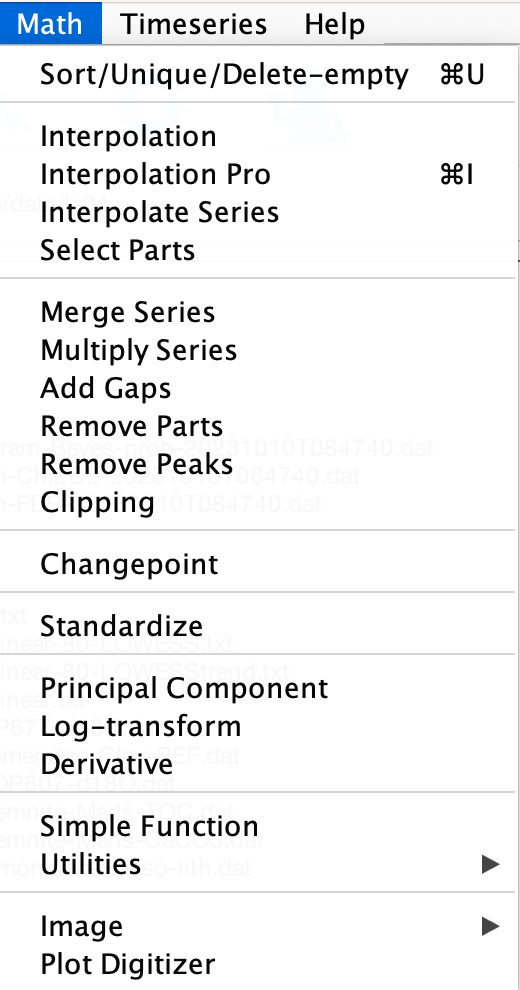 Math Timeseries Help
Sort/Unique/Delete-empty ⌘U
Interpolation
Interpolation Pro ⌘I
Interpolate Series
Select Parts
Merge Series
Multiply Series
Add Gaps
Remove Parts
Remove Peaks
Clipping
Changepoint
Standardize
Principal Component
Log-transform
Derivative
Simple Function
Utilities ▶
Image ▶
Plot Digitizer